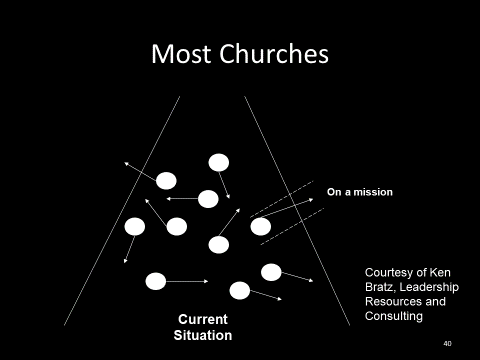 Most Churches
On a mission
Courtesy of Ken
Bratz, Leadership
Resources and
Consulting
Current
Situation
40